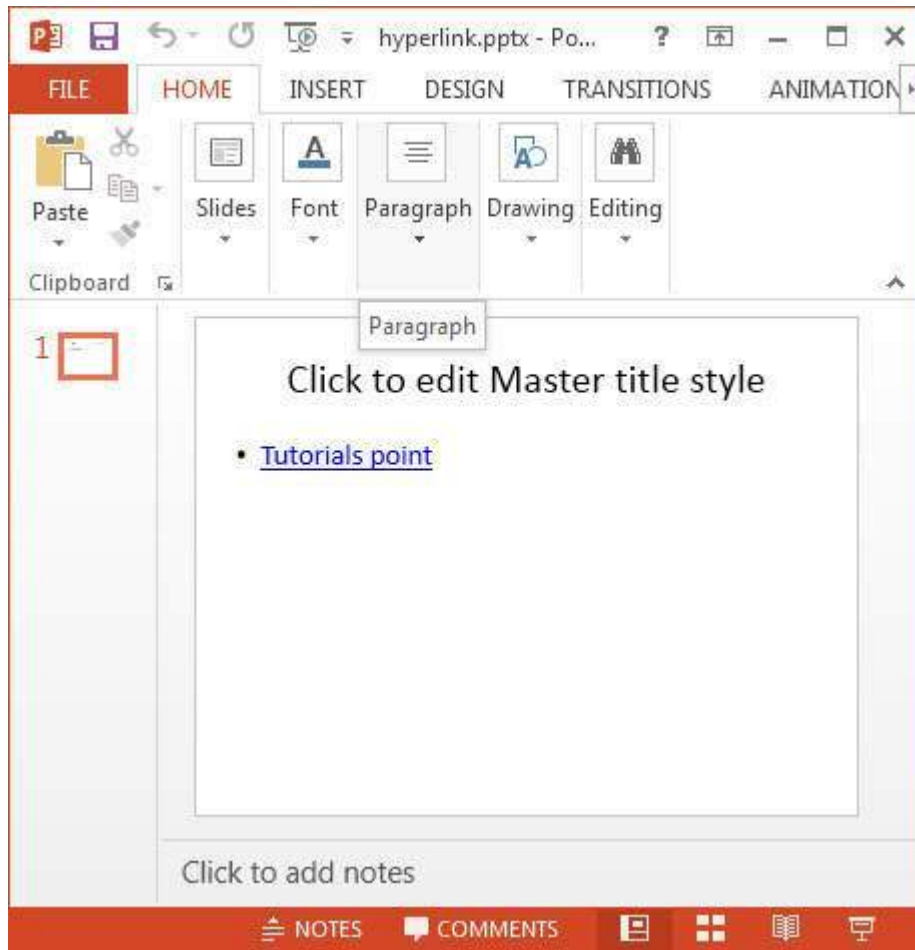 hyperlink.pptx - Po... ?
FILE HOME INSERT DESIGN TRANSITIONS ANIMATION
Paste Slides Font Paragraph Drawing Editing
Clipboard
Paragraph
1
Click to edit Master title style
• Tutorials point
Click to add notes
NOTES COMMENTS